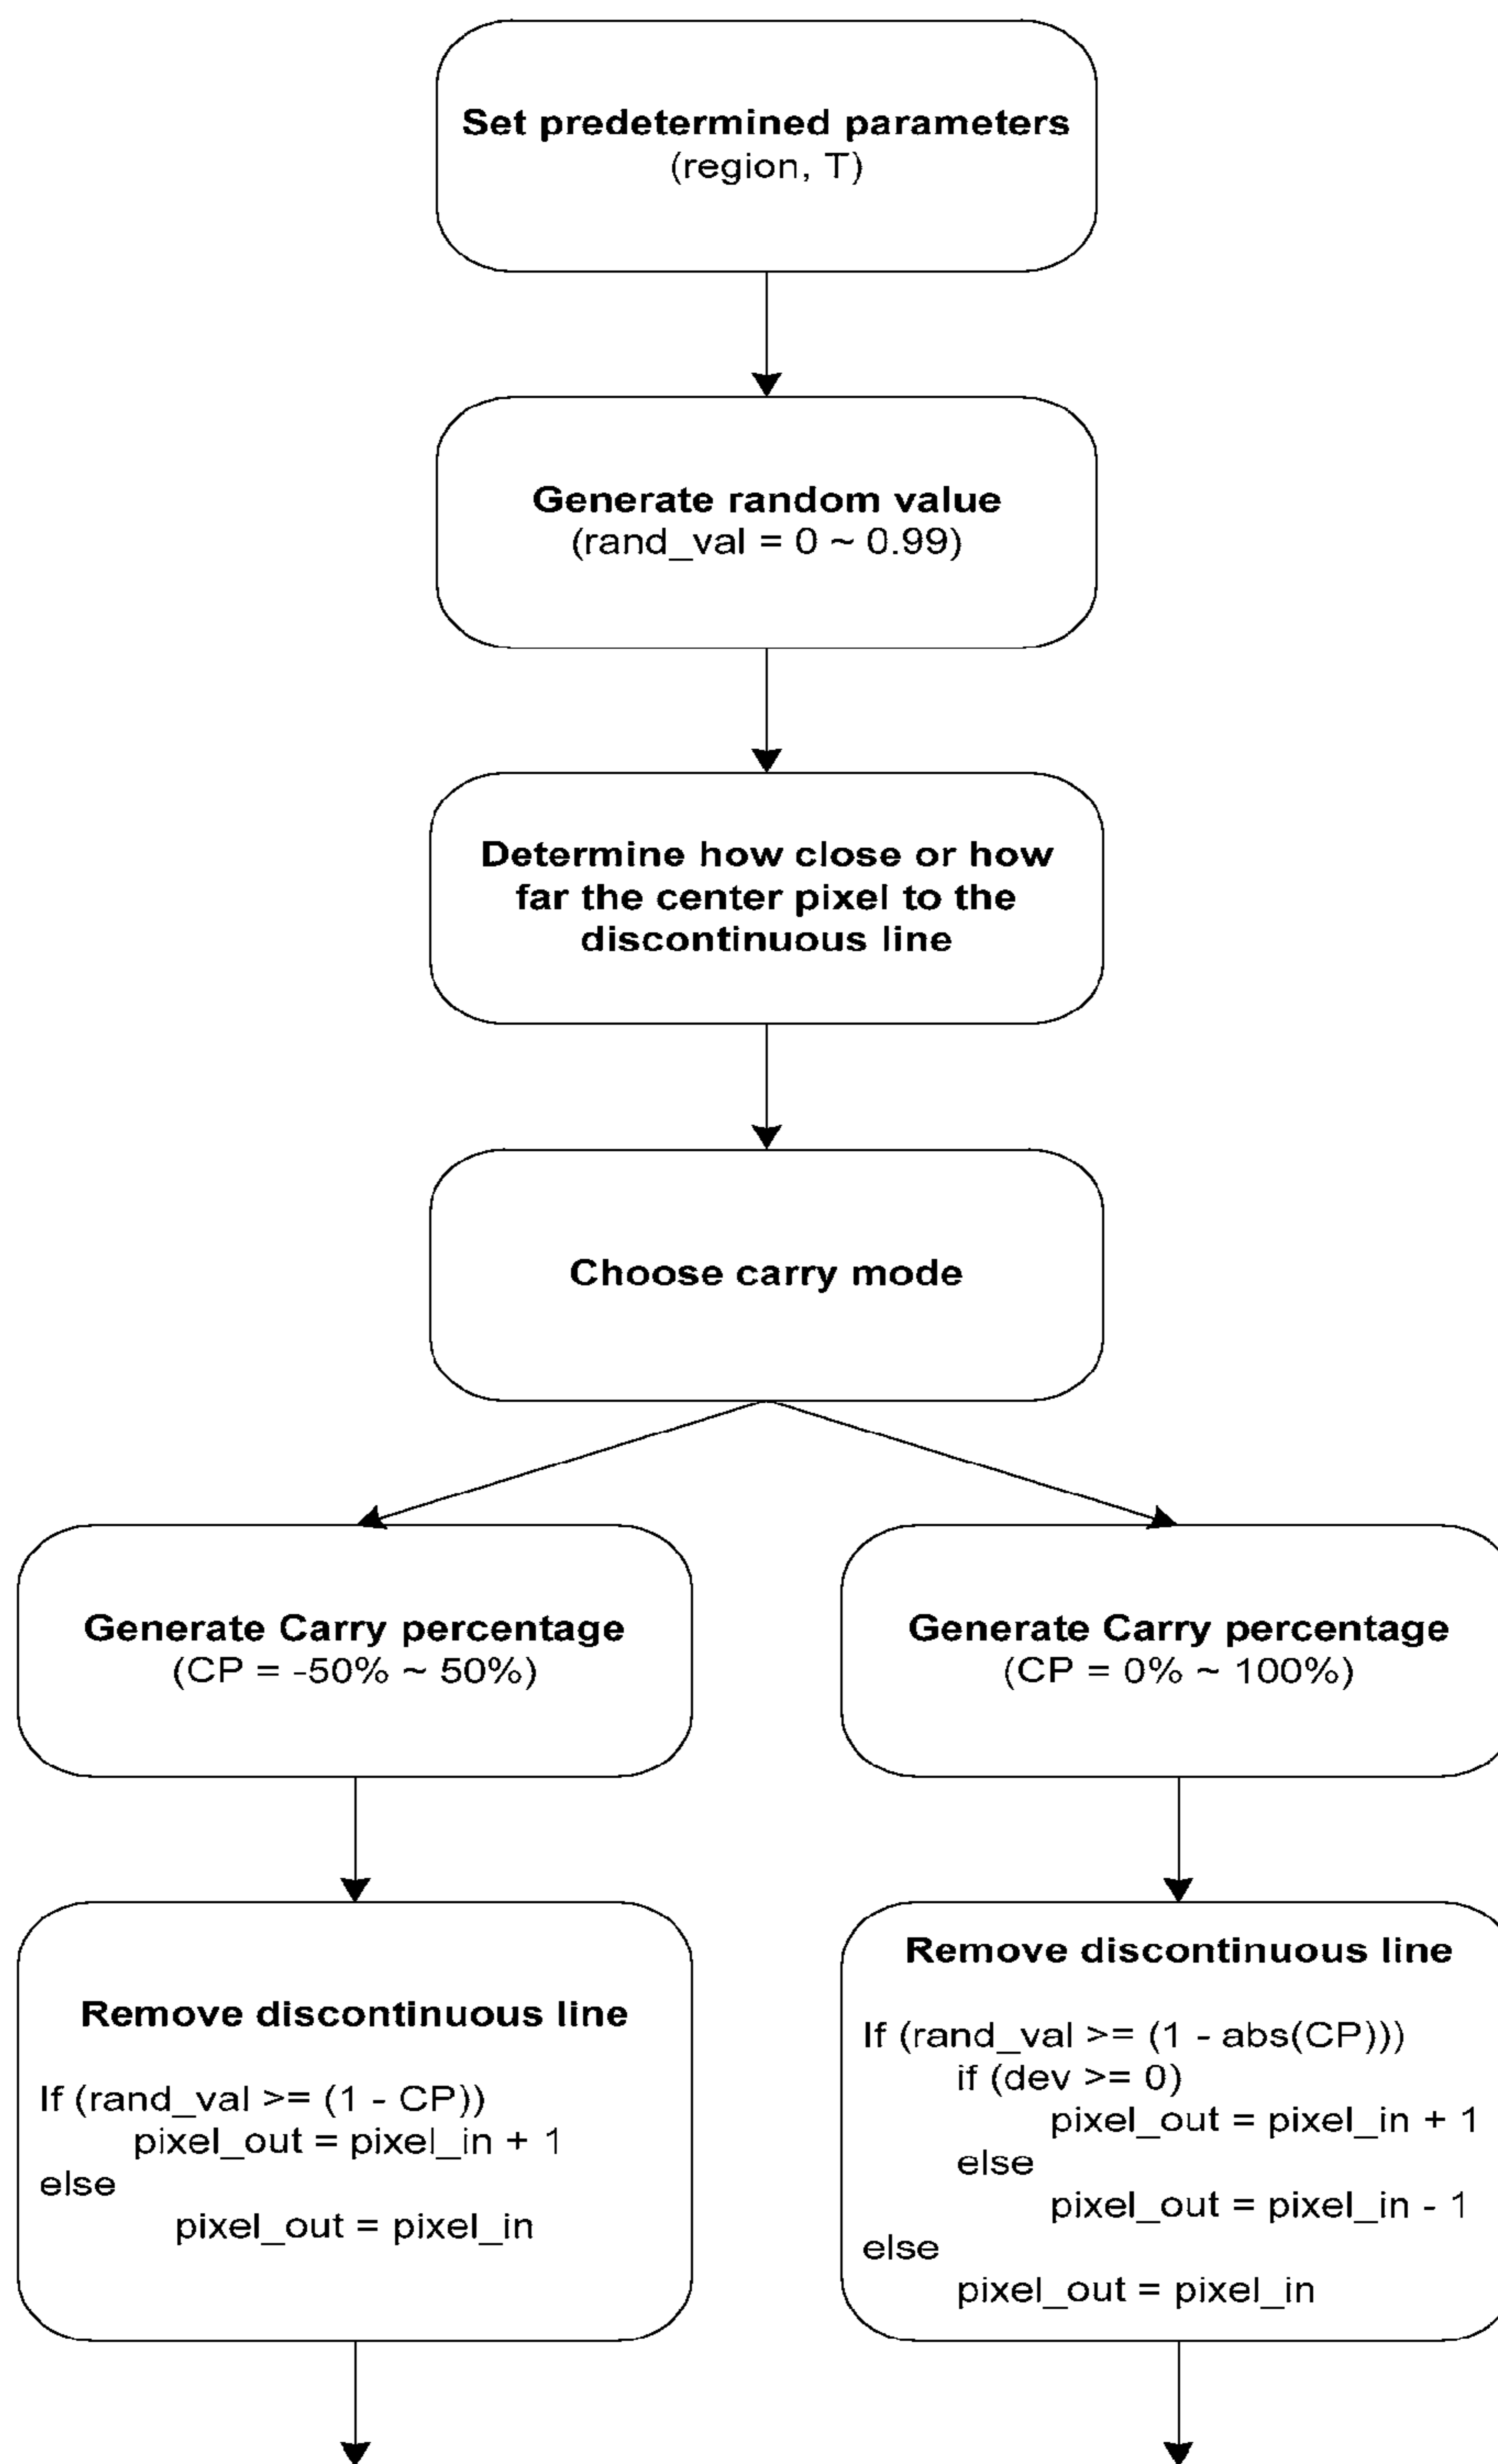 Set predetermined parameters
(region, T)
Generate random value
(rand_val = 0 ~ 0.99)
Determine how close or how
far the center pixel to the
discontinuous line
Choose carry mode
Generate Carry percentage
(CP = -50% ~ 50%)
Generate Carry percentage
(CP = 0% ~ 100%)
Remove discontinuous line
If (rand_val >= (1 - CP))
pixel_out = pixel_in + 1
else
pixel_out = pixel_in
Remove discontinuous line
If (rand_val >= (1 - abs(CP)))
if (dev >= 0)
pixel_out = pixel_in + 1
else
pixel_out = pixel_in - 1
else
pixel_out = pixel_in